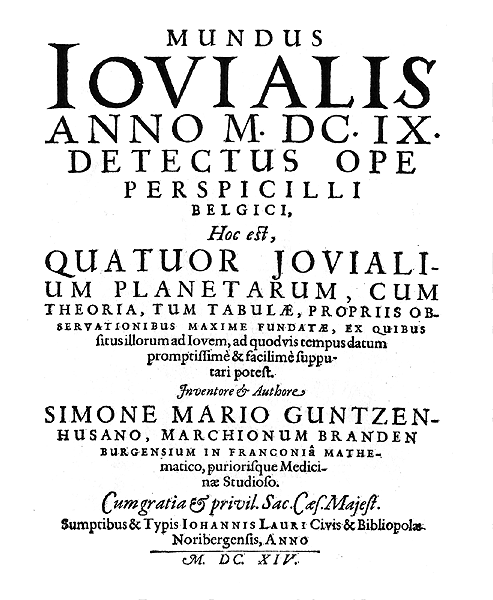 MUNDUS
IOVIALIS
ANNO M. DC. IX.
DETECTUS OPE
PERSPICILLI
BELGICI,
Hoc eſt,
QUATUOR JOVIALI-
UM PLANETARUM, CUM
THEORIA, TUM TABULÆ, PROPRIIS OB-
SERVATIONIBUS MAXIME FUNDATÆ, EX QUIBUS
ſitus illorum ad Iovem, ad quodvis tempus datum
promptiſſimè & facilimè ſuppu-
tari poteſt.
Inventore & Authore
SIMONE MARIO GUNTZEN-
HUSANO, MARCHIONUM BRANDEN
BURGENSIUM IN FRANCONIâ MATHE-
matico, puriorisque Medici-
næ Studioſo.
Cum gratia & privil. Sac. Cæſ. Majeſt.
Sumptibus & Typis IOHANNIS LAURI Civis & Bibliopolæ
Noribergenſis, ANNO
M. DC. XIV.